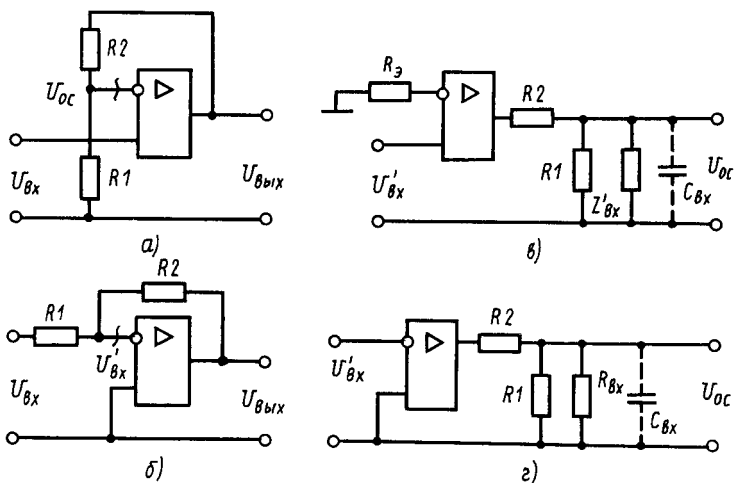 R2
U_ос
R1
U_вх
U_вых
а)
R_э
U'_вх
R2
R1
Z'_вх
C_вх
U_ос
в)
R1
R2
U'_вх
U_вх
U_вых
б)
U'_вх
R2
R1
R_вх
C_вх
U_ос
г)